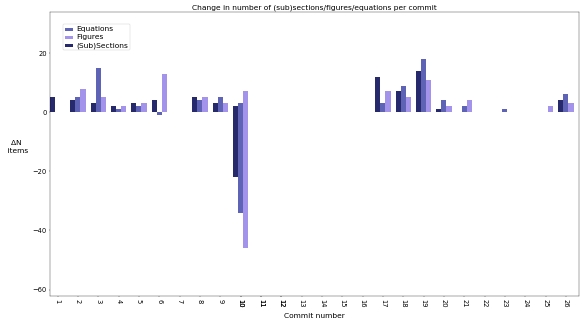 Change in number of (sub)sections/figures/equations per commit
Equations
Figures
(Sub)Sections
20
0
−20
−40
−60
ΔN
items
1 2 3 4 5 6 7 8 9 10 11 12 13 14 15 16 17 18 19 20 21 22 23 24 25 26
Commit number